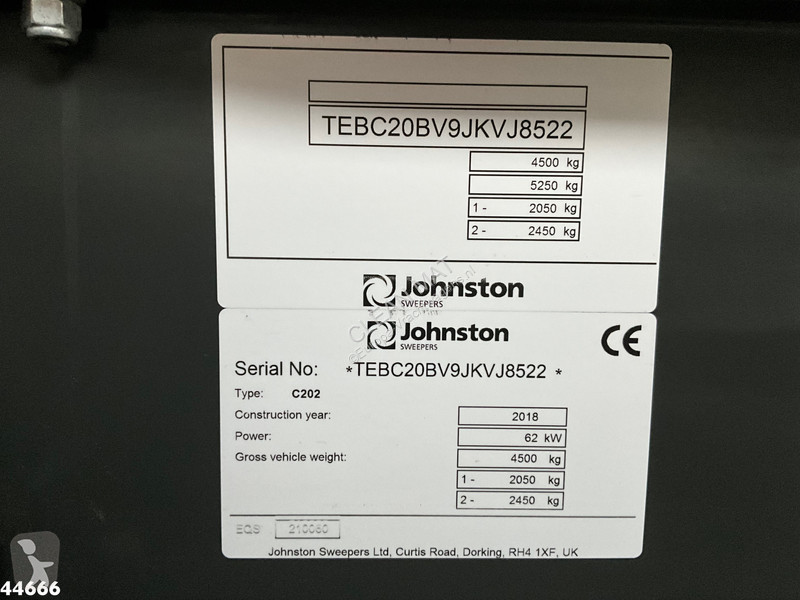 TEBC20BV9JKVJ8522
4500 kg
5250 kg
1 - 2050 kg
2 - 2450 kg
Johnston
SWEEPERS
Johnston
SWEEPERS
CE
Serial No: *TEBC20BV9JKVJ8522 *
Type: C202
Construction year: 2018
Power: 62 kW
Gross vehicle weight: 4500 kg
1 - 2050 kg
2 - 2450 kg
EQS 210060
Johnston Sweepers Ltd, Curtis Road, Dorking, RH4 1XF, UK
44666